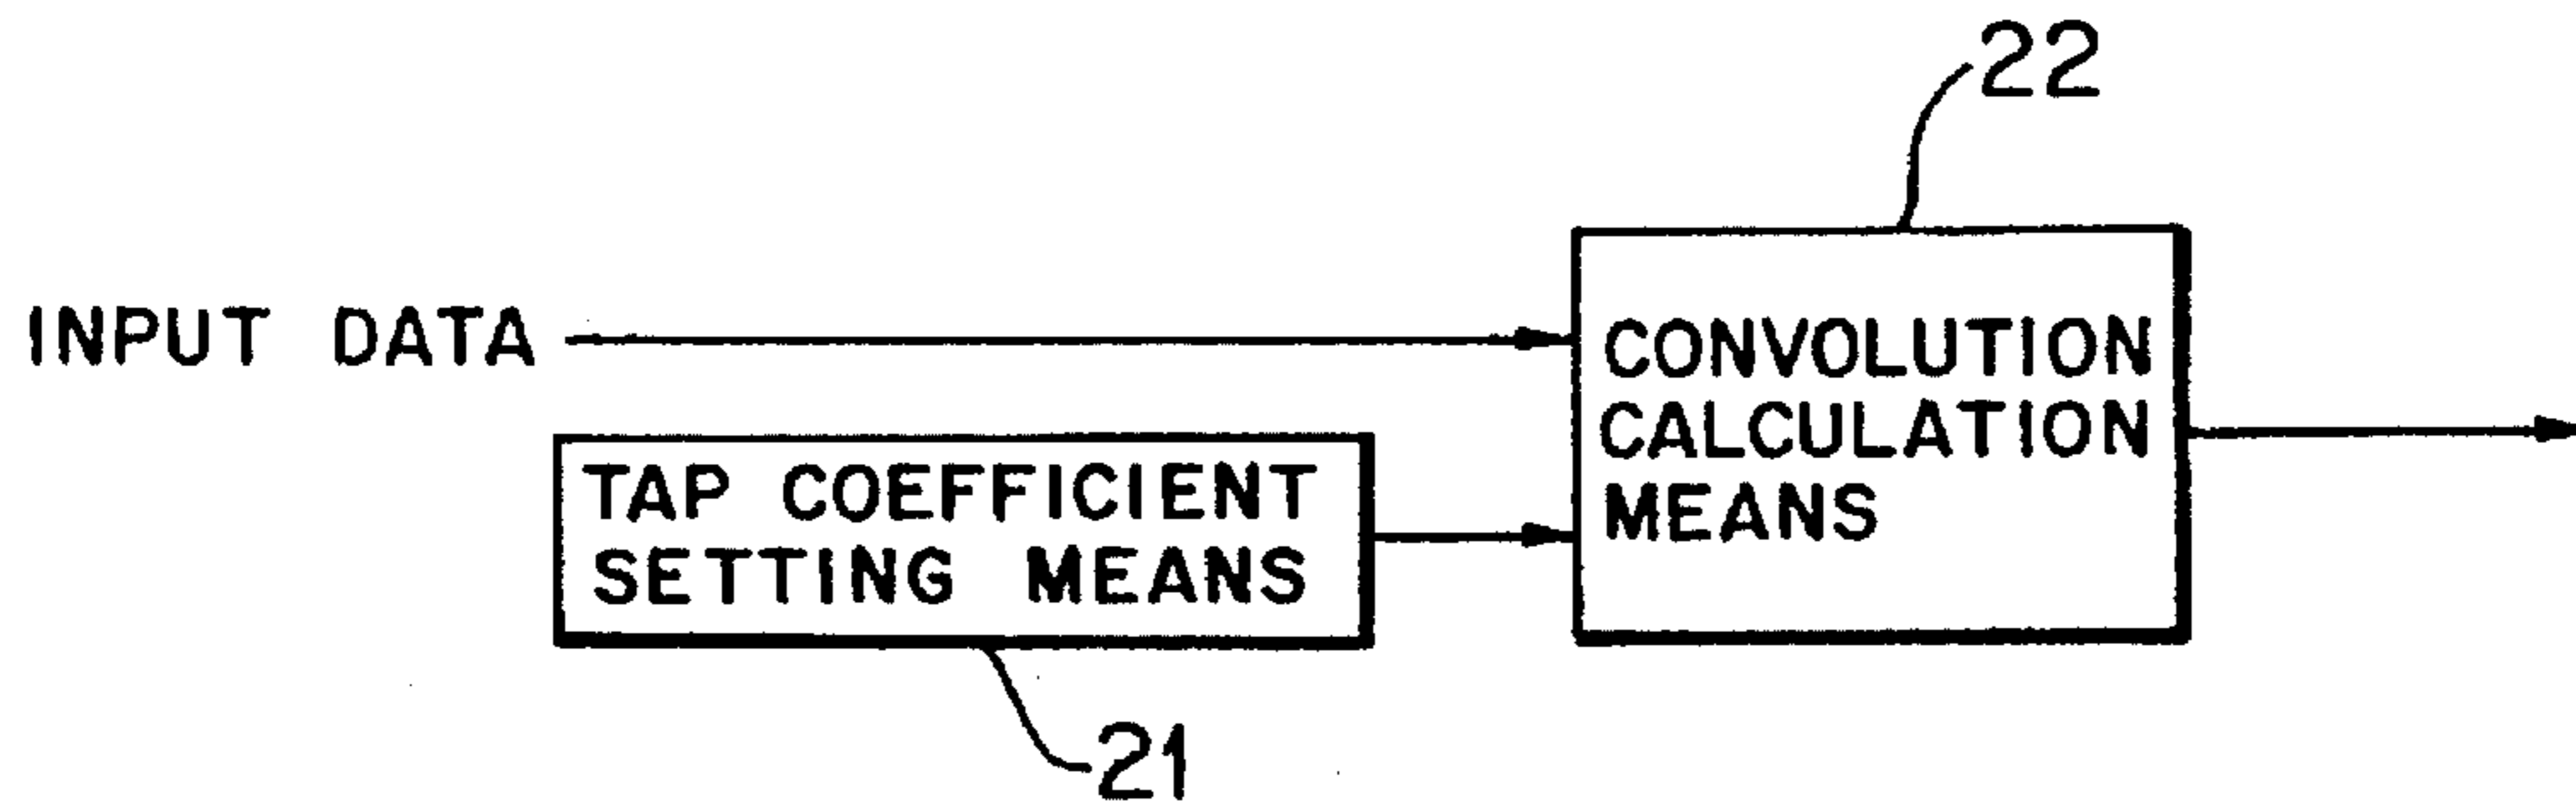 22
INPUT DATA
CONVOLUTION
CALCULATION
MEANS
TAP COEFFICIENT
SETTING MEANS
21